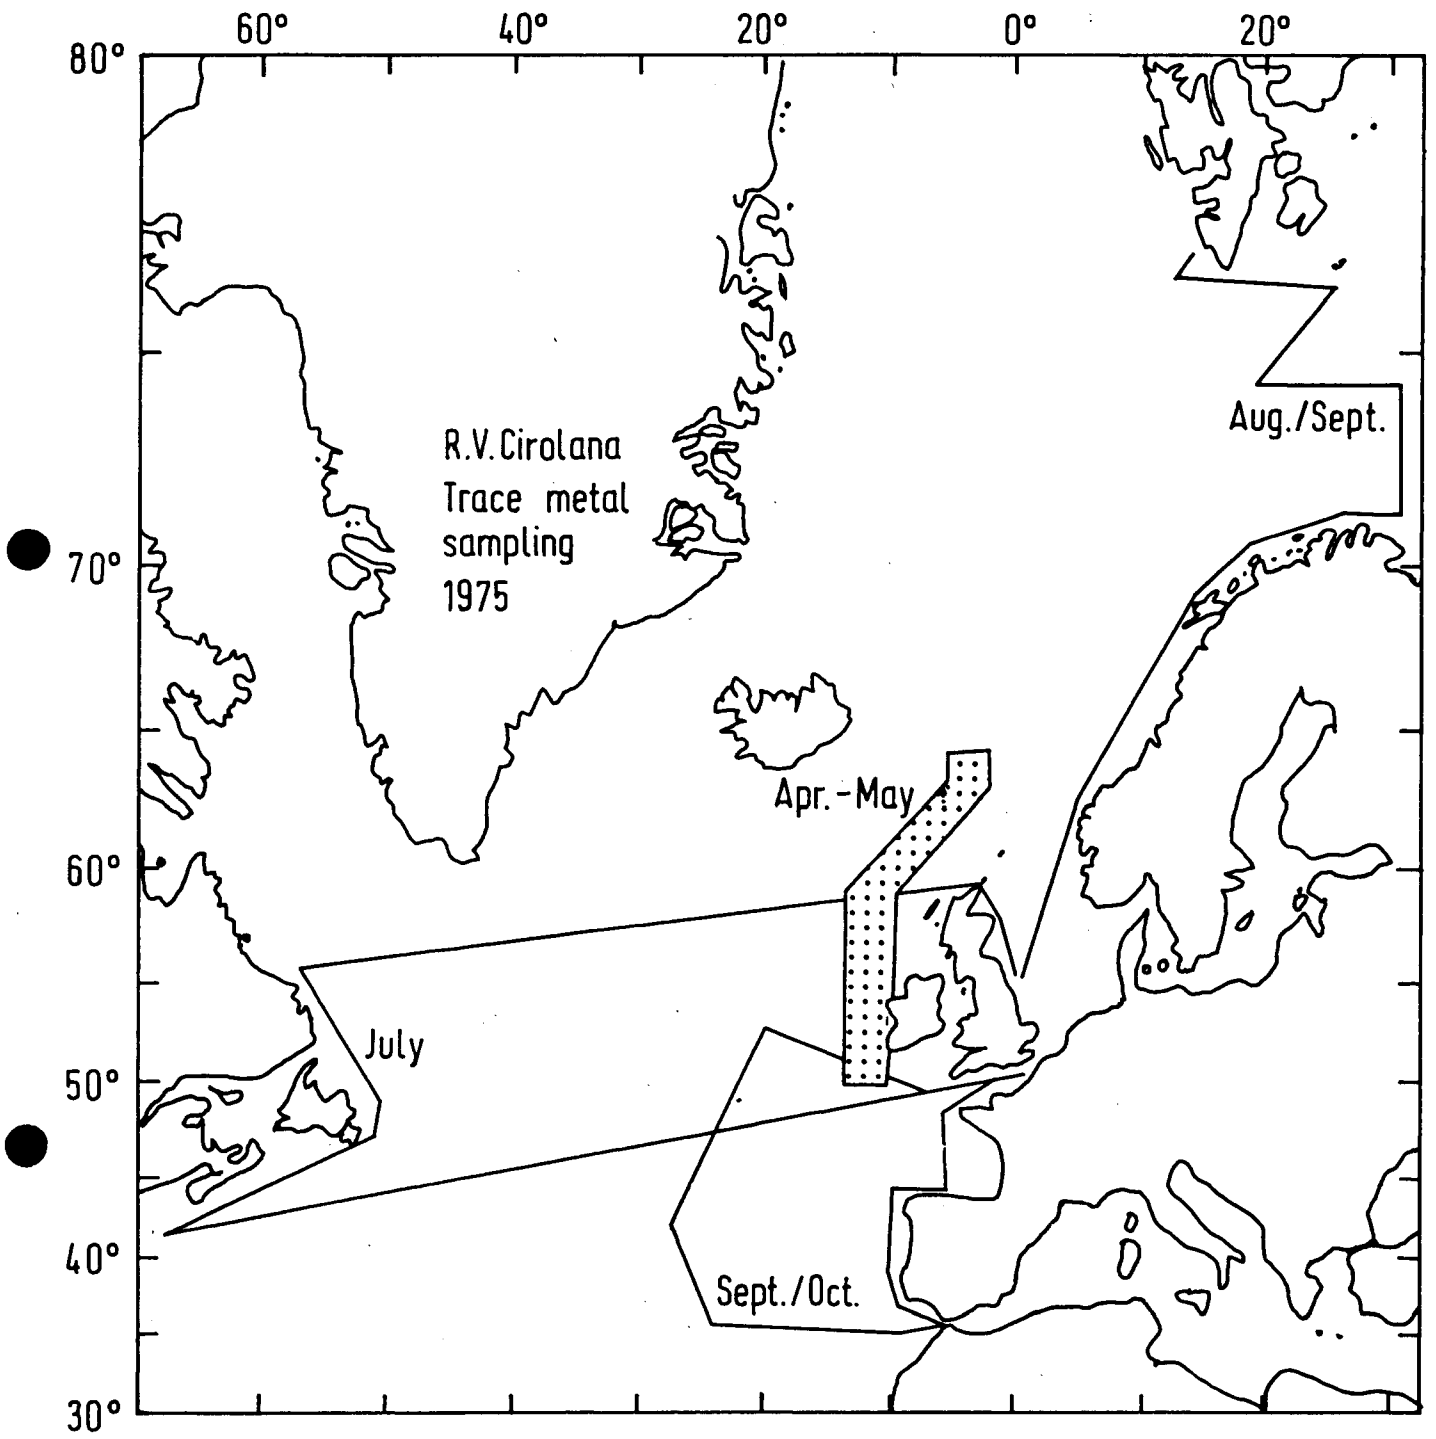 60° 40° 20° 0° 20°
80°
Aug./Sept.
R.V. Cirolana
Trace metal
sampling
1975
70°
Apr.-May
60°
July
50°
40°
Sept./Oct.
30°